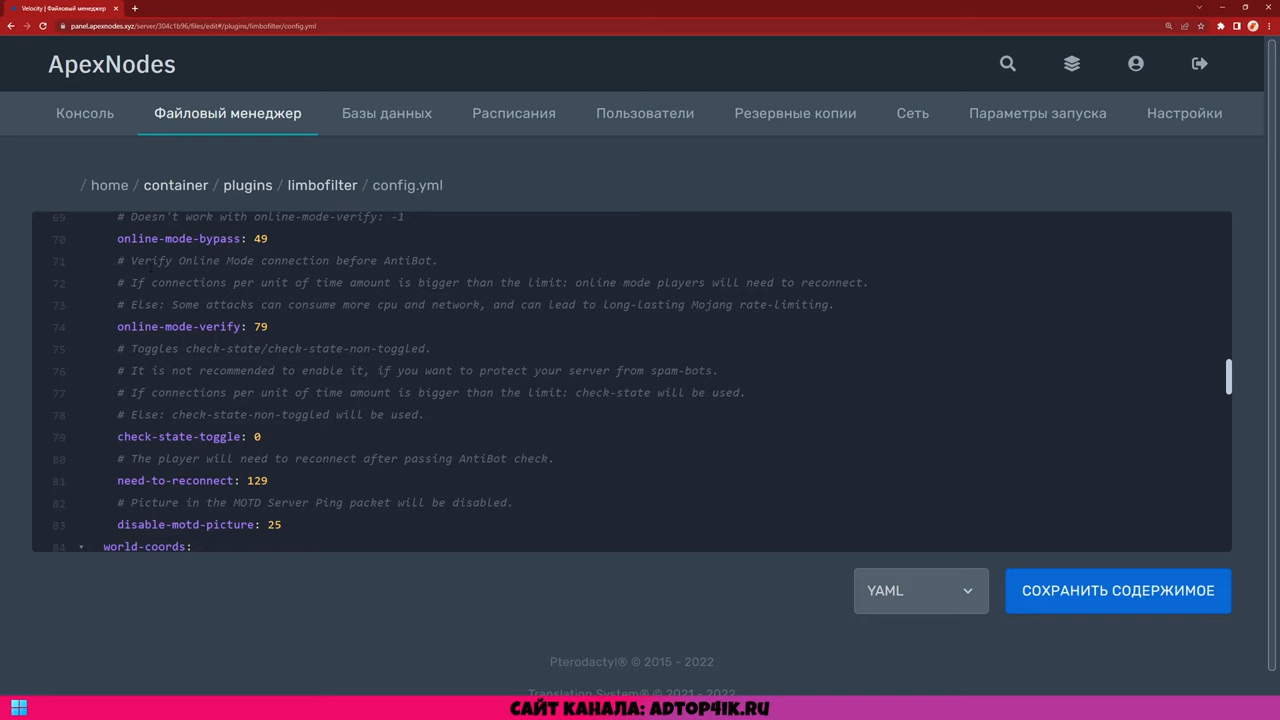 Velocity | Файловый менеджер
panel.apexnodes.xyz/server/304c1b96/files/edit#/plugins/limbofilter/config.yml
ApexNodes
Консоль Файловый менеджер Базы данных Расписания Пользователи Резервные копии Сеть Параметры запуска Настройки
/ home / container / plugins / limbofilter / config.yml
69 # Doesn't work with online-mode-verify: -1
70 online-mode-bypass: 49
71 # Verify Online Mode connection before AntiBot.
72 # If connections per unit of time amount is bigger than the limit: online mode players will need to reconnect.
73 # Else: Some attacks can consume more cpu and network, and can lead to long-lasting Mojang rate-limiting.
74 online-mode-verify: 79
75 # Toggles check-state/check-state-non-toggled.
76 # It is not recommended to enable it, if you want to protect your server from spam-bots.
77 # If connections per unit of time amount is bigger than the limit: check-state will be used.
78 # Else: check-state-non-toggled will be used.
79 check-state-toggle: 0
80 # The player will need to reconnect after passing AntiBot check.
81 need-to-reconnect: 129
82 # Picture in the MOTD Server Ping packet will be disabled.
83 disable-motd-picture: 25
84 world-coords:
YAML
СОХРАНИТЬ СОДЕРЖИМОЕ
Pterodactyl® © 2015 - 2022
Translation System® © 2021 - 2022
САЙТ КАНАЛА: ADTOP4IK.RU